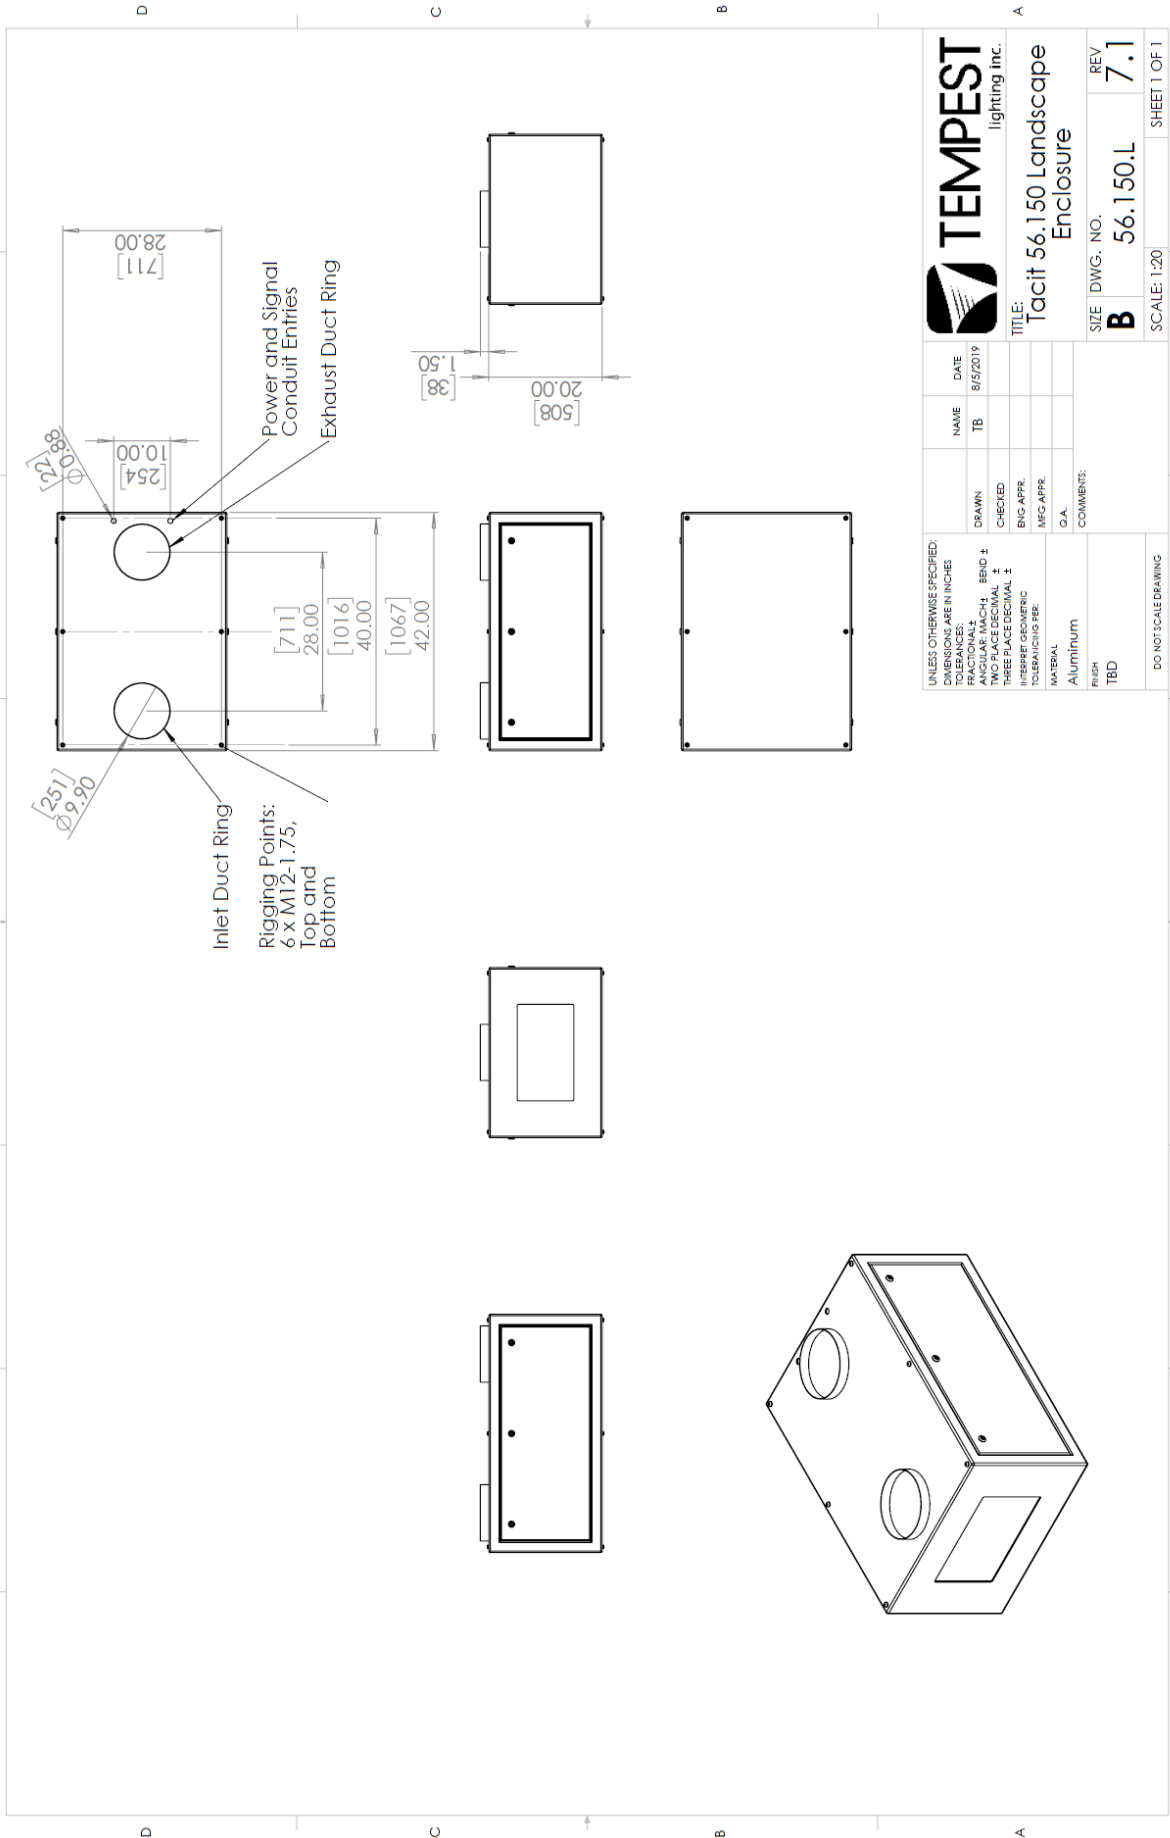 D
C
B
A
28.00
[711]
Power and Signal
Conduit Entries
Exhaust Duct Ring
22.
Ø0.88
10.00
[254]
[711]
28.00
[1016]
40.00
[1067]
42.00
[251]
Ø9.90
Inlet Duct Ring
Rigging Points:
6 x M12-1.75,
Top and
Bottom
1.50
[38]
20.00
[508]
UNLESS OTHERWISE SPECIFIED:
DIMENSIONS ARE IN INCHES
TOLERANCES:
FRACTIONAL ±
ANGULAR: MACH ± BEND ±
TWO PLACE DECIMAL ±
THREE PLACE DECIMAL ±
INTERPRET GEOMETRIC
TOLERANCING PER:
MATERIAL
Aluminum
FINISH
TBD
DO NOT SCALE DRAWING
NAME DATE
DRAWN TB 8/5/2019
CHECKED
ENG APPR.
MFG APPR.
Q.A.
COMMENTS:
TEMPEST
lighting inc.
TITLE:
Tacit 56.150 Landscape
Enclosure
SIZE DWG. NO. REV
B 56.150.L 7.1
SCALE: 1:20 SHEET 1 OF 1
D
C
B
A